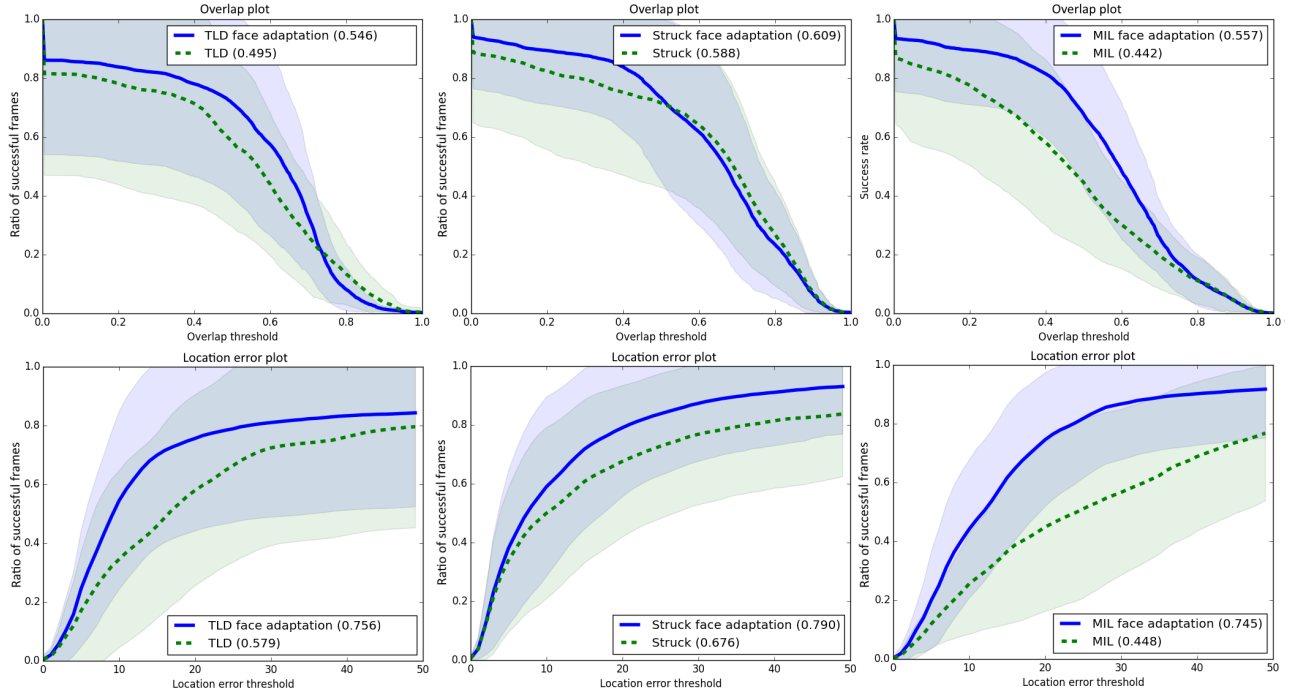 Overlap plot
Ratio of successful frames
1.0
0.8
0.6
0.4
0.2
0.0
TLD face adaptation (0.546)
TLD (0.495)
0.0 0.2 0.4 0.6 0.8 1.0
Overlap threshold
Overlap plot
Ratio of successful frames
1.0
0.8
0.6
0.4
0.2
0.0
Struck face adaptation (0.609)
Struck (0.588)
0.0 0.2 0.4 0.6 0.8 1.0
Overlap threshold
Overlap plot
Success rate
1.0
0.8
0.6
0.4
0.2
0.0
MIL face adaptation (0.557)
MIL (0.442)
0.0 0.2 0.4 0.6 0.8 1.0
Overlap threshold
Location error plot
Ratio of successful frames
1.0
0.8
0.6
0.4
0.2
0.0
TLD face adaptation (0.756)
TLD (0.579)
0 10 20 30 40 50
Location error threshold
Location error plot
Ratio of successful frames
1.0
0.8
0.6
0.4
0.2
0.0
Struck face adaptation (0.790)
Struck (0.676)
0 10 20 30 40 50
Location error threshold
Location error plot
Ratio of successful frames
1.0
0.8
0.6
0.4
0.2
0.0
MIL face adaptation (0.745)
MIL (0.448)
0 10 20 30 40 50
Location error threshold